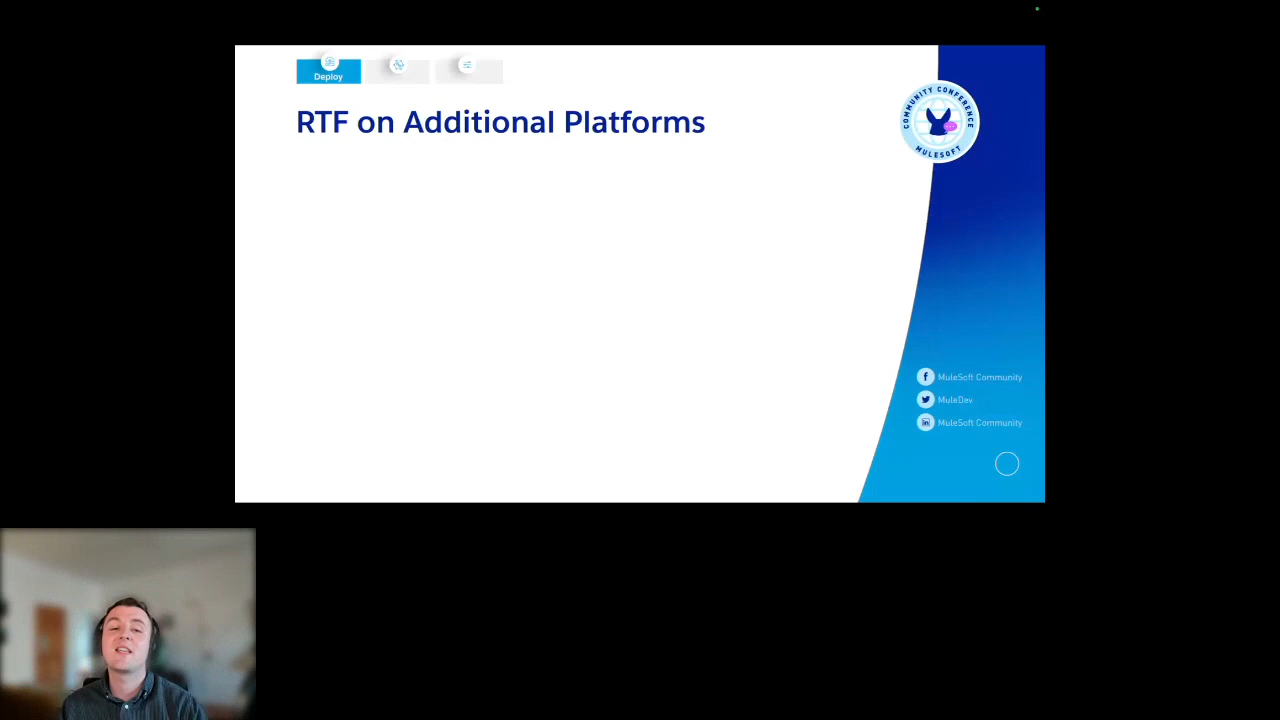 Deploy
RTF on Additional Platforms
COMMUNITY CONFERENCE
MULESOFT
MuleSoft Community
MuleDev
MuleSoft Community